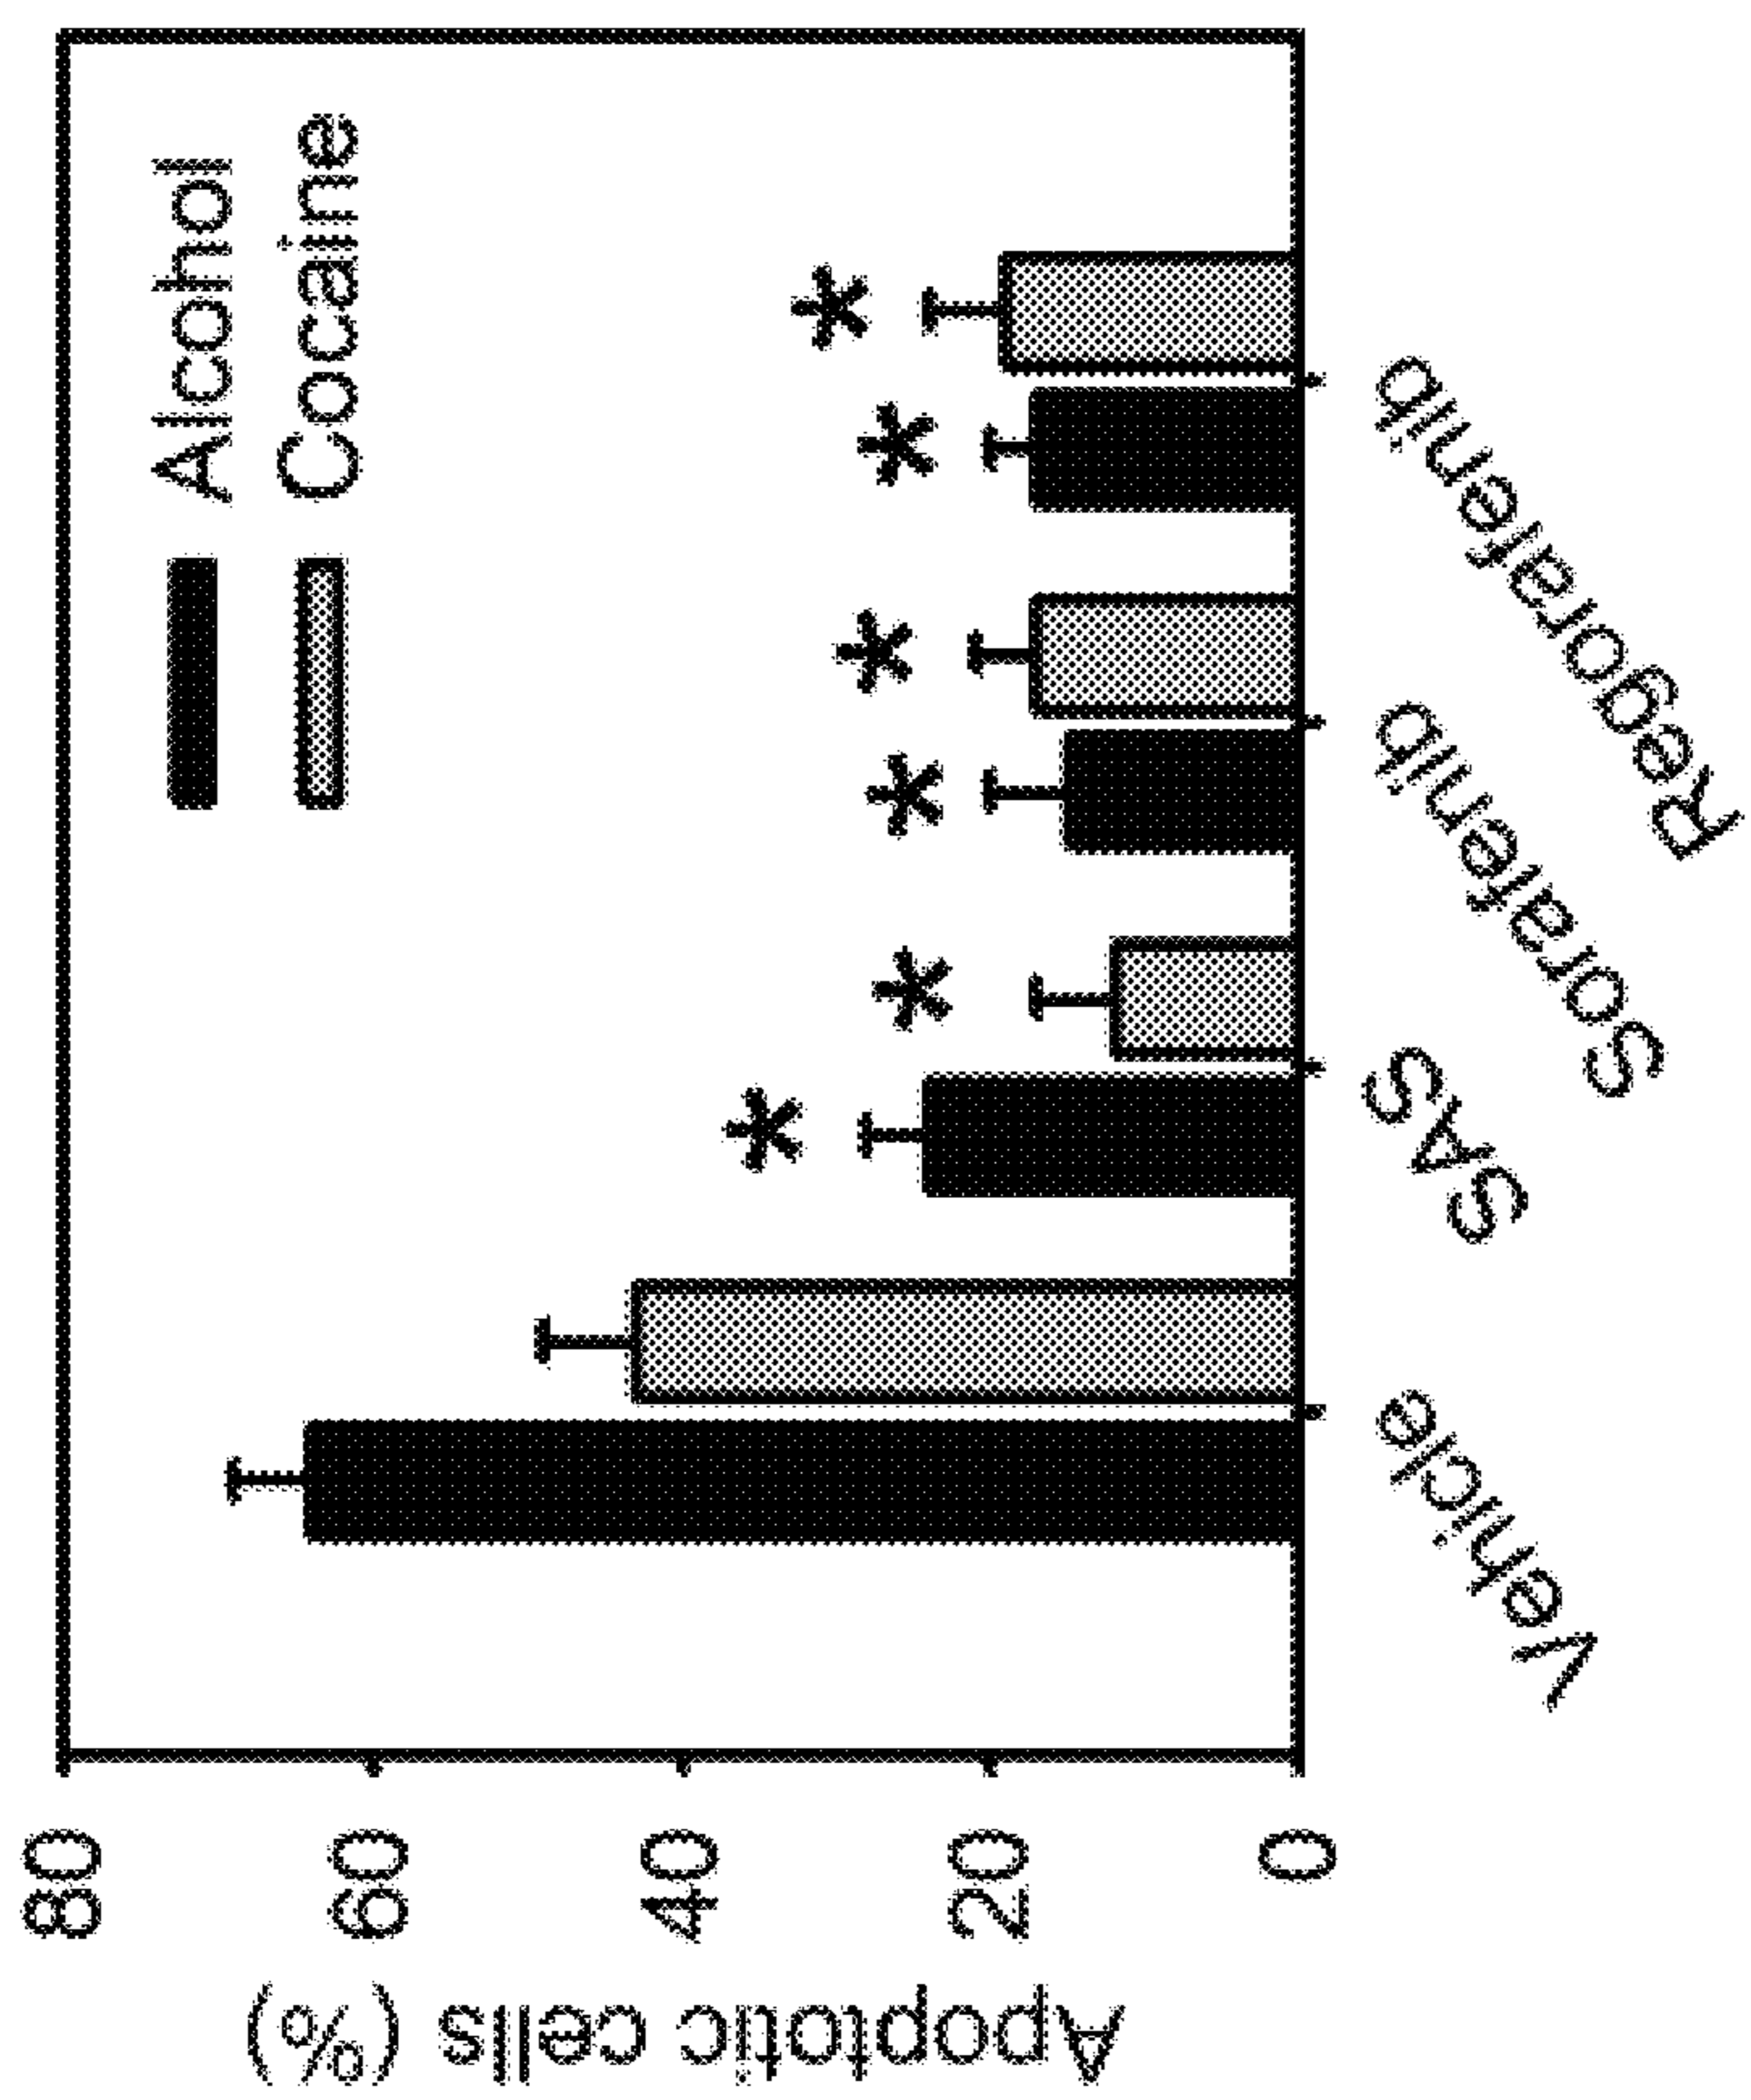 Apoptotic cells (%)
80
60
40
20
0
Alcohol
Cocaine
*
*
*
*
*
*
Vehicle
SAS
Sorafenib
Regorafenib